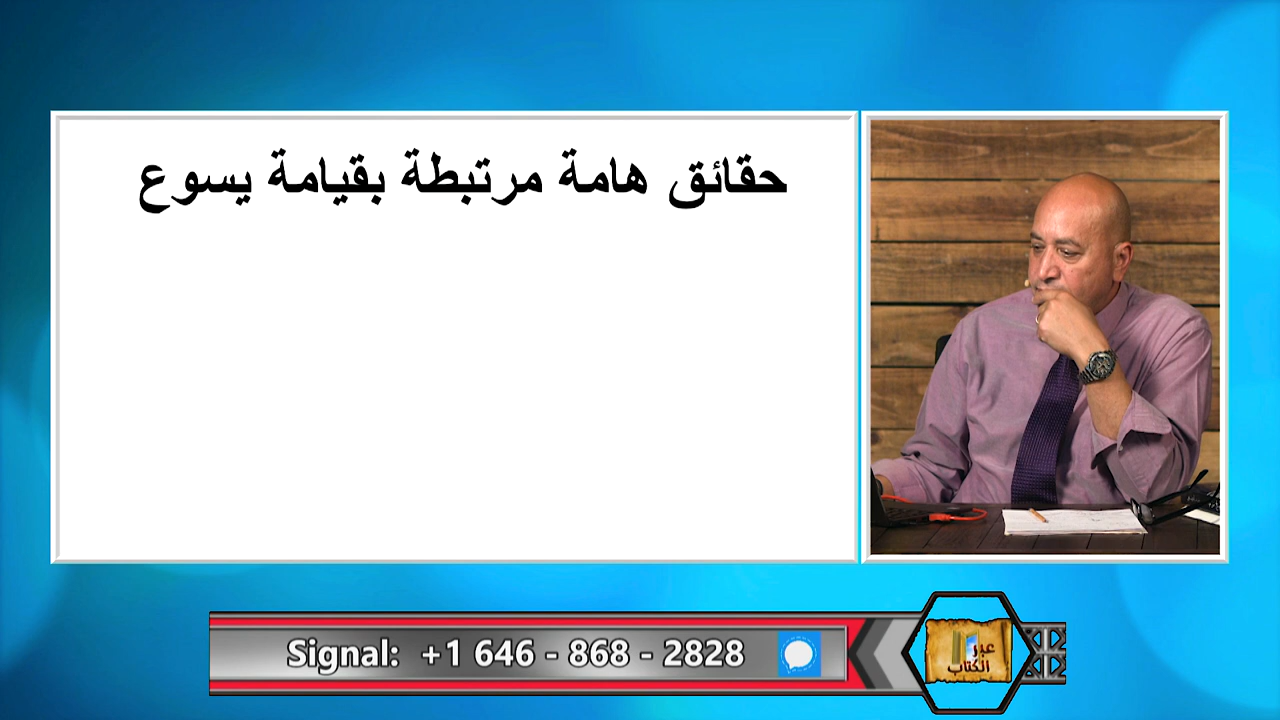 حقائق هامة مرتبطة بقيامة يسوع
Signal: +1 646 - 868 - 2828
عبر
الكتاب